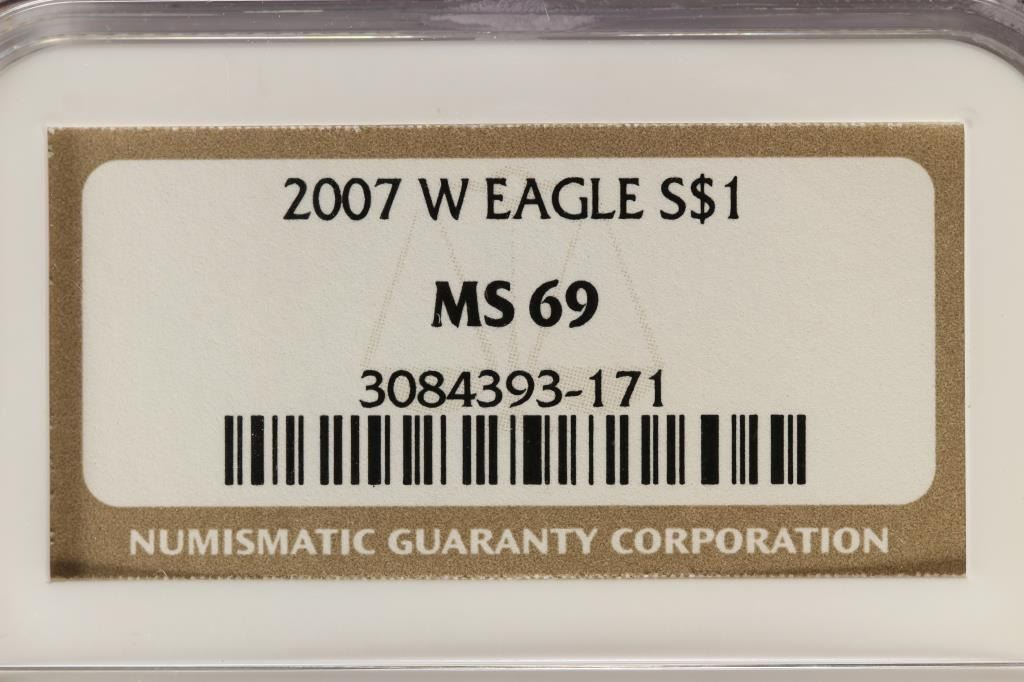 2007 W EAGLE S$1
MS 69
3084393-171
NUMISMATIC GUARANTY CORPORATION